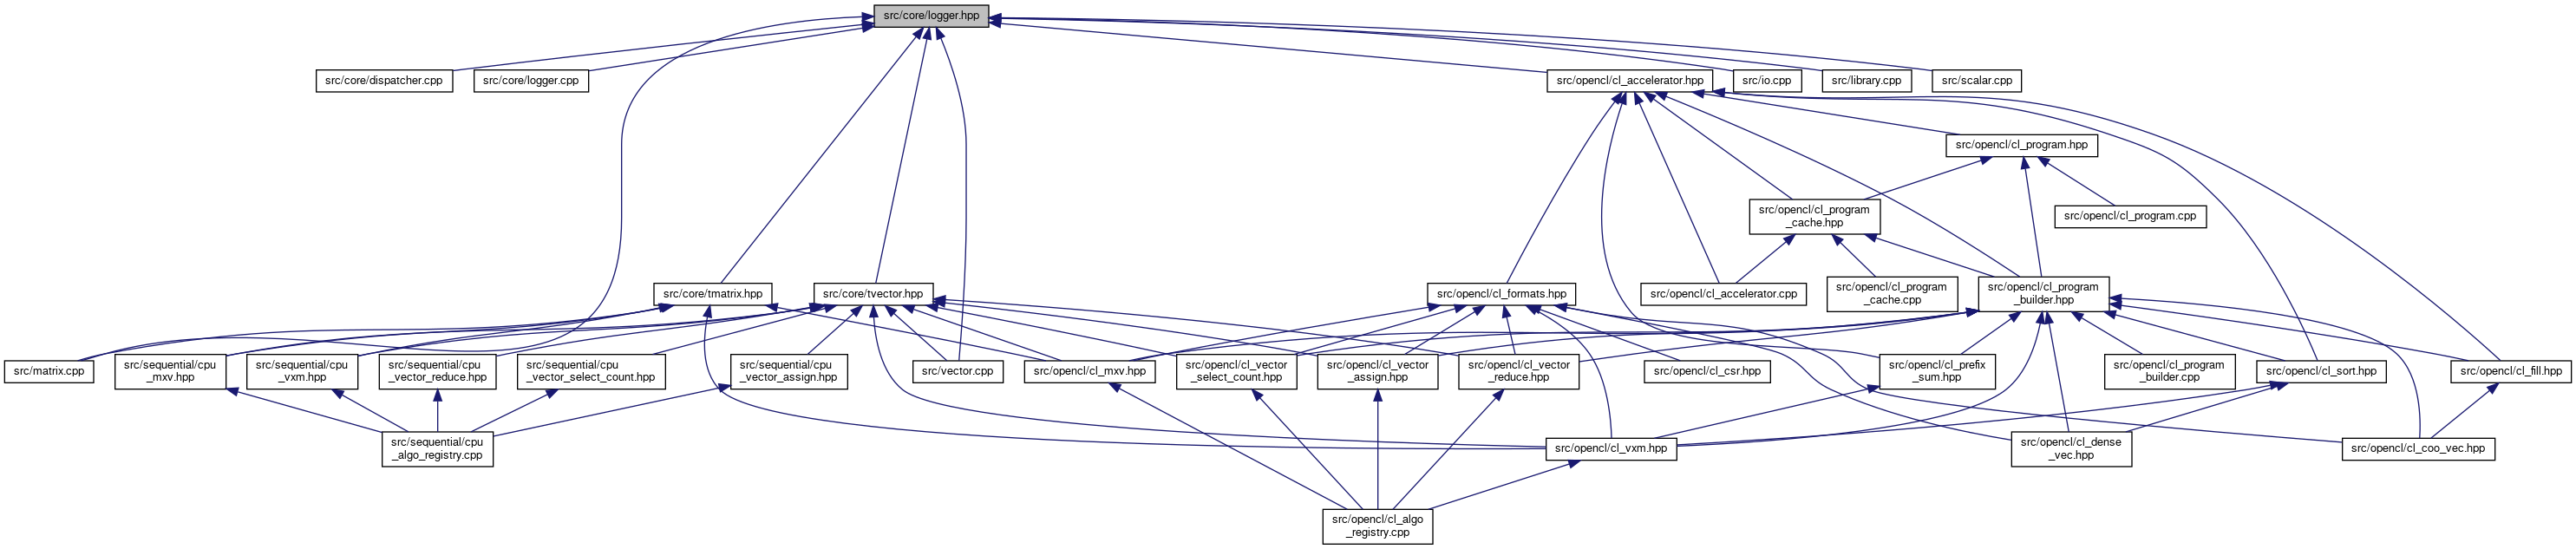 src/core/logger.hpp
src/core/dispatcher.cpp
src/core/logger.cpp
src/opencl/cl_accelerator.hpp
src/io.cpp
src/library.cpp
src/scalar.cpp
src/opencl/cl_program.hpp
src/opencl/cl_program
_cache.hpp
src/opencl/cl_program.cpp
src/core/tmatrix.hpp
src/core/tvector.hpp
src/opencl/cl_formats.hpp
src/opencl/cl_accelerator.cpp
src/opencl/cl_program
_cache.cpp
src/opencl/cl_program
_builder.hpp
src/matrix.cpp
src/sequential/cpu
_mxv.hpp
src/sequential/cpu
_vxm.hpp
src/sequential/cpu
_vector_reduce.hpp
src/sequential/cpu
_vector_select_count.hpp
src/sequential/cpu
_vector_assign.hpp
src/vector.cpp
src/opencl/cl_mxv.hpp
src/opencl/cl_vector
_select_count.hpp
src/opencl/cl_vector
_assign.hpp
src/opencl/cl_vector
_reduce.hpp
src/opencl/cl_csr.hpp
src/opencl/cl_prefix
_sum.hpp
src/opencl/cl_program
_builder.cpp
src/opencl/cl_sort.hpp
src/opencl/cl_fill.hpp
src/sequential/cpu
_algo_registry.cpp
src/opencl/cl_vxm.hpp
src/opencl/cl_dense
_vec.hpp
src/opencl/cl_coo_vec.hpp
src/opencl/cl_algo
_registry.cpp